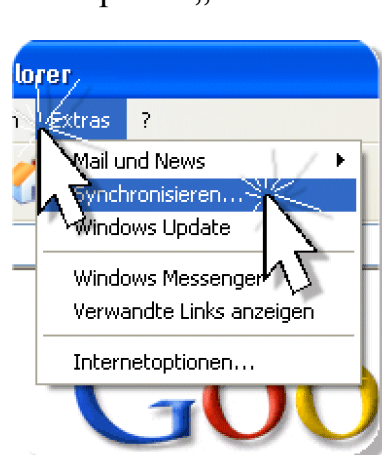 lorer
Extras ?
Mail und News
Synchronisieren...
Windows Update
Windows Messenger
Verwandte Links anzeigen
Internetoptionen...
Goo